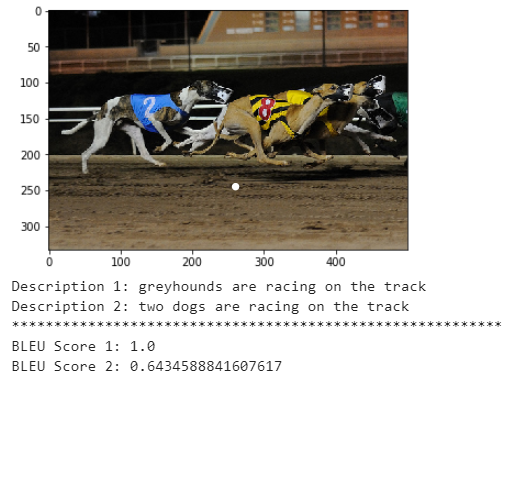 0
50
100
150
200
250
300
2
8
0 100 200 300 400
Description 1: greyhounds are racing on the track
Description 2: two dogs are racing on the track
**********************************************************
BLEU Score 1: 1.0
BLEU Score 2: 0.6434588841607617